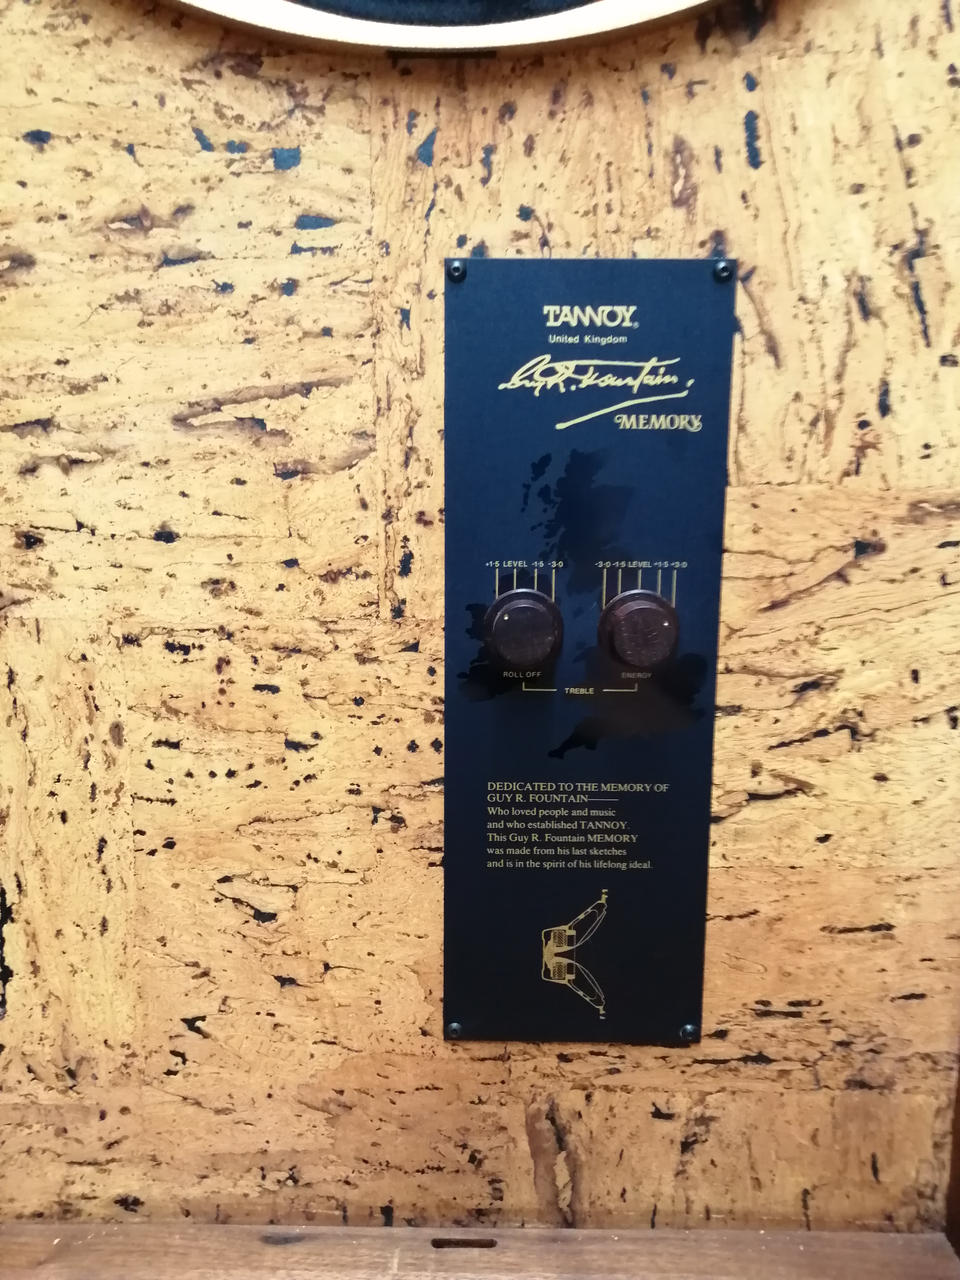 TANNOY®
United Kingdom
Guy R. Fountain
MEMORY
+1·5 LEVEL -1·5 -3·0
-3·0 -1·5 LEVEL +1·5 +3·0
ROLL OFF
ENERGY
TREBLE
DEDICATED TO THE MEMORY OF
GUY R. FOUNTAIN——
Who loved people and music
and who established TANNOY.
This Guy R. Fountain MEMORY
was made from his last sketches
and is in the spirit of his lifelong ideal.